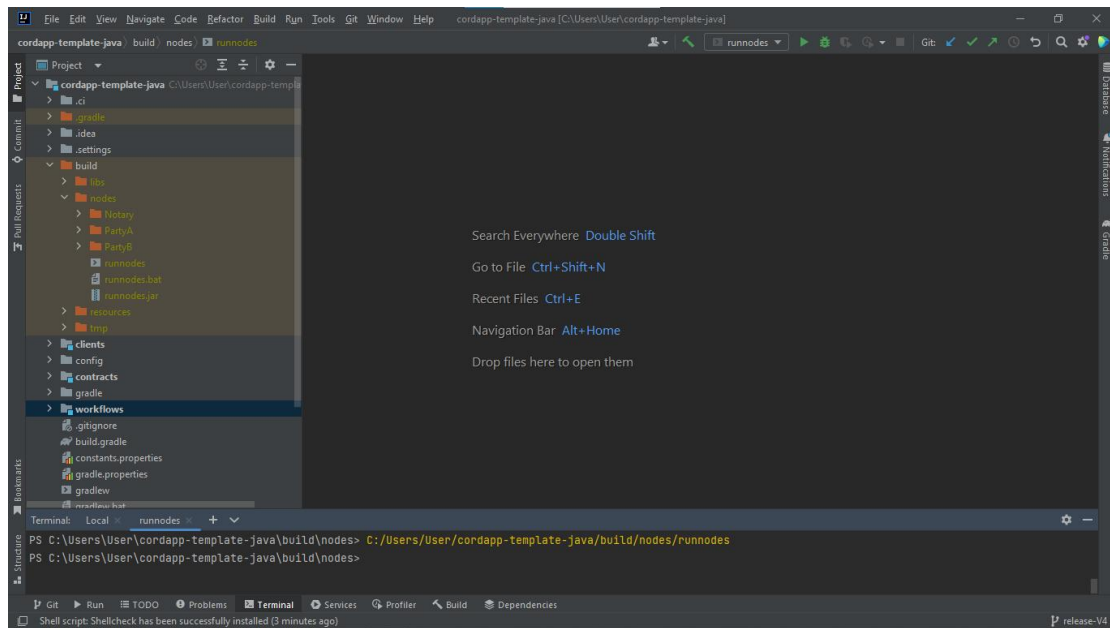 File Edit View Navigate Code Refactor Build Run Tools Git Window Help cordapp-template-java [C:\Users\User\cordapp-template-java]
cordapp-template-java build nodes runnodes runnodes Git:
Project
cordapp-template-java C:\Users\User\cordapp-templa
.ci
.gradle
.idea
.settings
build
libs
nodes
Notary
PartyA
PartyB
runnodes
runnodes.bat
runnodes.jar
resources
tmp
clients
config
contracts
gradle
workflows
.gitignore
build.gradle
constants.properties
gradle.properties
gradlew
gradlew.bat
Project
Commit
Pull Requests
Bookmarks
Structure
Search Everywhere Double Shift
Go to File Ctrl+Shift+N
Recent Files Ctrl+E
Navigation Bar Alt+Home
Drop files here to open them
Database
Notifications
Gradle
Terminal: Local runnodes
PS C:\Users\User\cordapp-template-java\build\nodes> C:/Users/User/cordapp-template-java/build/nodes/runnodes
PS C:\Users\User\cordapp-template-java\build\nodes>
Git Run TODO Problems Terminal Services Profiler Build Dependencies
Shell script: Shellcheck has been successfully installed (3 minutes ago) release-V4